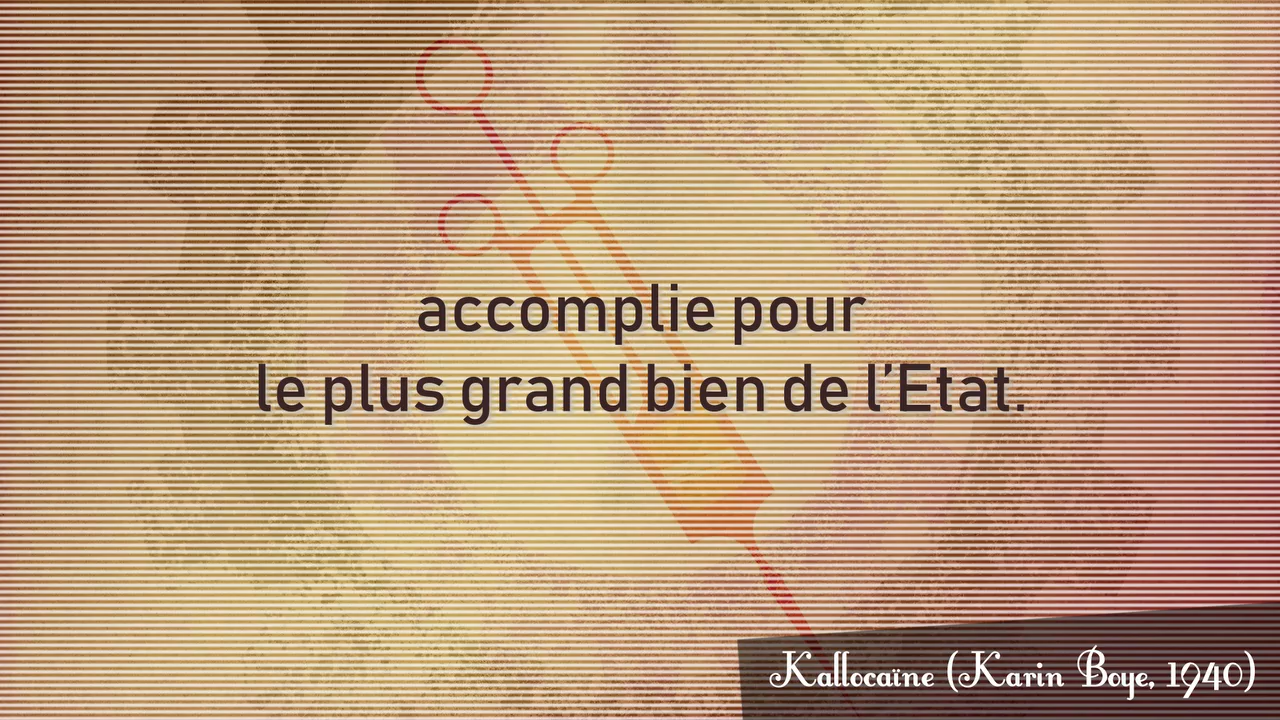 accomplie pour
le plus grand bien de l’Etat.
Kallocaïne (Karin Boye, 1940)